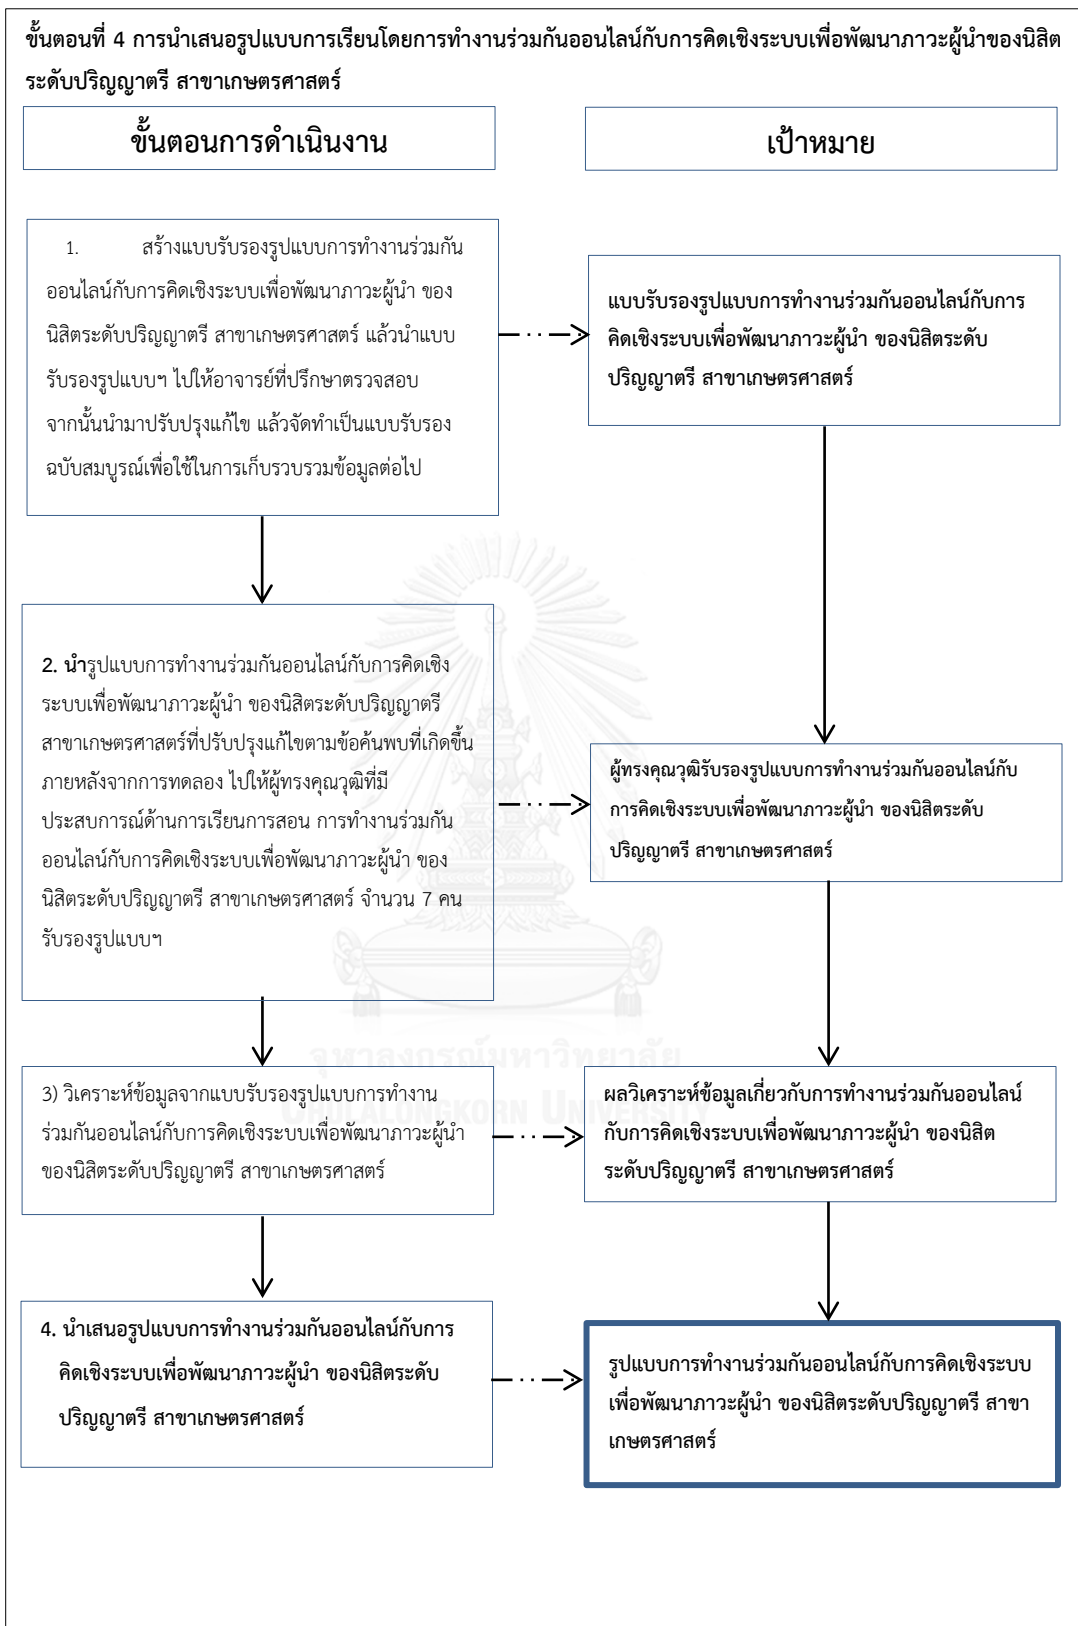 ขั้นตอนที่ 4 การนำเสนอรูปแบบการเรียนโดยการทำงานร่วมกันออนไลน์กับการคิดเชิงระบบเพื่อพัฒนาภาวะผู้นำของนิสิต
ระดับปริญญาตรี สาขาเกษตรศาสตร์
ขั้นตอนการดำเนินงาน
เป้าหมาย
1. สร้างแบบรับรองรูปแบบการทำงานร่วมกัน
ออนไลน์กับการคิดเชิงระบบเพื่อพัฒนาภาวะผู้นำ ของ
นิสิตระดับปริญญาตรี สาขาเกษตรศาสตร์ แล้วนำแบบ
รับรองรูปแบบฯ ไปให้อาจารย์ที่ปรึกษาตรวจสอบ
จากนั้นนำมาปรับปรุงแก้ไข แล้วจัดทำเป็นแบบรับรอง
ฉบับสมบูรณ์เพื่อใช้ในการเก็บรวบรวมข้อมูลต่อไป
แบบรับรองรูปแบบการทำงานร่วมกันออนไลน์กับการ
คิดเชิงระบบเพื่อพัฒนาภาวะผู้นำ ของนิสิตระดับ
ปริญญาตรี สาขาเกษตรศาสตร์
2. นำรูปแบบการทำงานร่วมกันออนไลน์กับการคิดเชิง
ระบบเพื่อพัฒนาภาวะผู้นำ ของนิสิตระดับปริญญาตรี
สาขาเกษตรศาสตร์ที่ปรับปรุงแก้ไขตามข้อค้นพบที่เกิดขึ้น
ภายหลังจากการทดลอง ไปให้ผู้ทรงคุณวุฒิที่มี
ประสบการณ์ด้านการเรียนการสอน การทำงานร่วมกัน
ออนไลน์กับการคิดเชิงระบบเพื่อพัฒนาภาวะผู้นำ ของ
นิสิตระดับปริญญาตรี สาขาเกษตรศาสตร์ จำนวน 7 คน
รับรองรูปแบบฯ
ผู้ทรงคุณวุฒิรับรองรูปแบบการทำงานร่วมกันออนไลน์กับ
การคิดเชิงระบบเพื่อพัฒนาภาวะผู้นำ ของนิสิตระดับ
ปริญญาตรี สาขาเกษตรศาสตร์
จุฬาลงกรณ์มหาวิทยาลัย
CHULALONGKORN UNIVERSITY
3) วิเคราะห์ข้อมูลจากแบบรับรองรูปแบบการทำงาน
ร่วมกันออนไลน์กับการคิดเชิงระบบเพื่อพัฒนาภาวะผู้นำ
ของนิสิตระดับปริญญาตรี สาขาเกษตรศาสตร์
ผลวิเคราะห์ข้อมูลเกี่ยวกับการทำงานร่วมกันออนไลน์
กับการคิดเชิงระบบเพื่อพัฒนาภาวะผู้นำ ของนิสิต
ระดับปริญญาตรี สาขาเกษตรศาสตร์
4. นำเสนอรูปแบบการทำงานร่วมกันออนไลน์กับการ
คิดเชิงระบบเพื่อพัฒนาภาวะผู้นำ ของนิสิตระดับ
ปริญญาตรี สาขาเกษตรศาสตร์
รูปแบบการทำงานร่วมกันออนไลน์กับการคิดเชิงระบบ
เพื่อพัฒนาภาวะผู้นำ ของนิสิตระดับปริญญาตรี สาขา
เกษตรศาสตร์